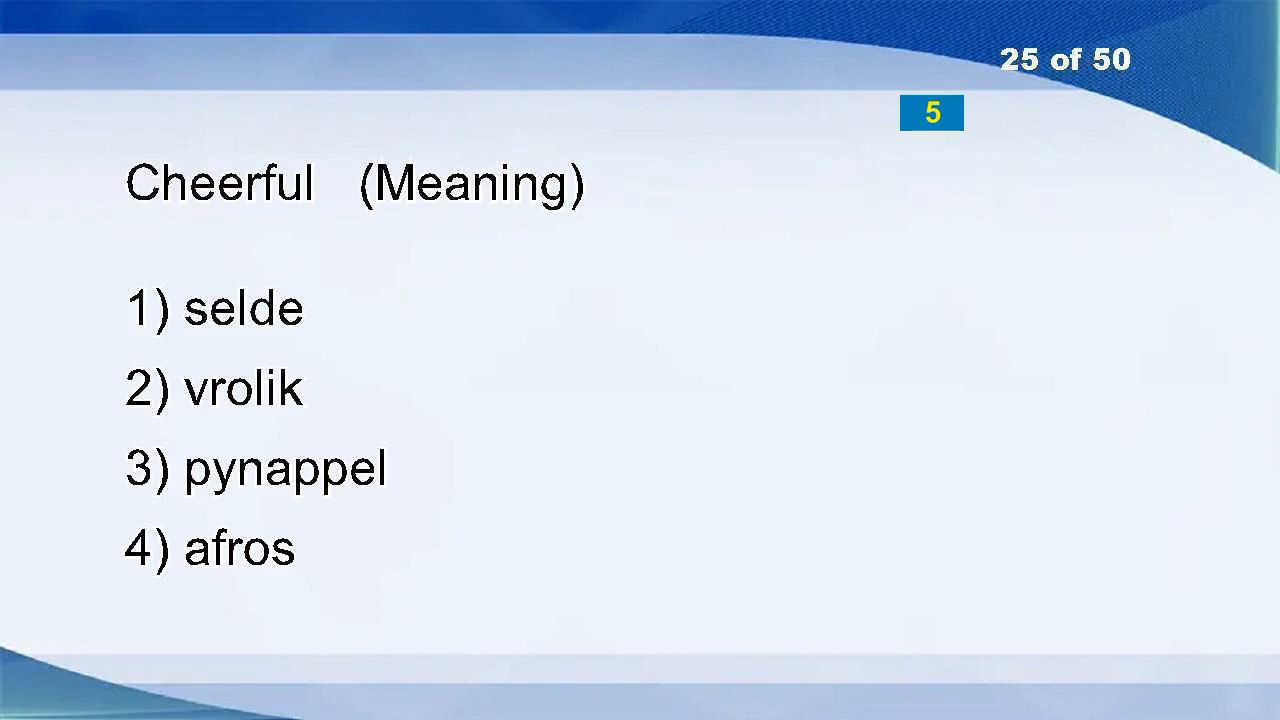 25 of 50
5
Cheerful (Meaning)
1) selde
2) vrolik
3) pynappel
4) afros